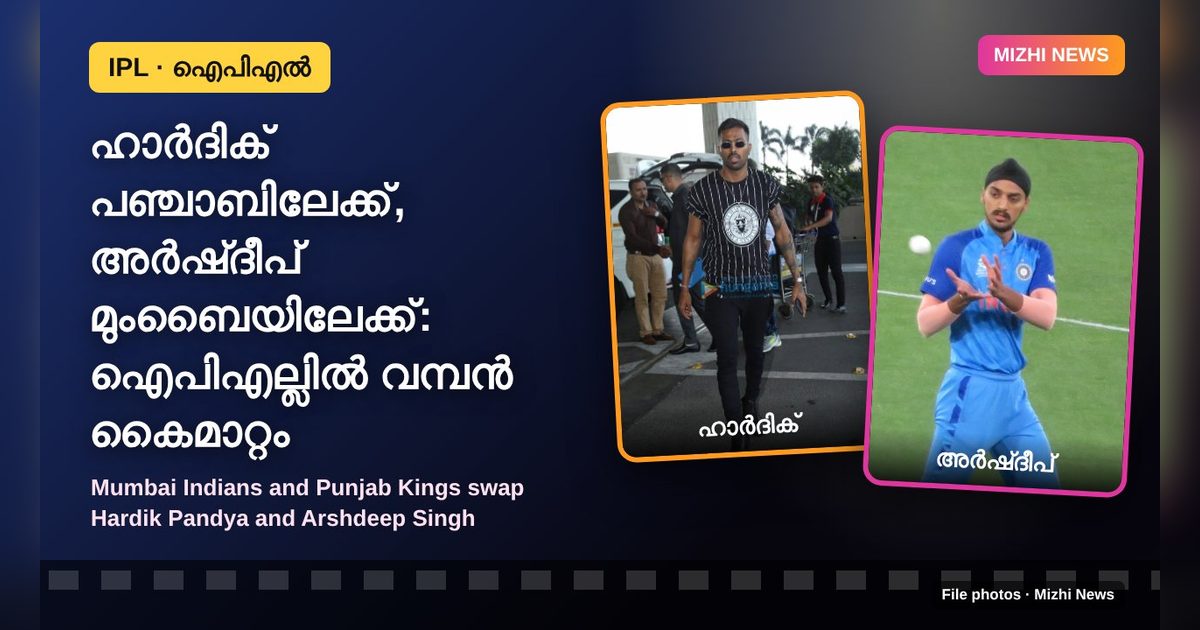 IPL · ഐപിഎൽ
MIZHI NEWS
ഹാർദിക്
പഞ്ചാബിലേക്ക്,
അർഷ്ദീപ്
മുംബൈയിലേക്ക്:
ഐപിഎല്ലിൽ വമ്പൻ
കൈമാറ്റം
Mumbai Indians and Punjab Kings swap
Hardik Pandya and Arshdeep Singh
ഹാർദിക്
അർഷ്ദീപ്
File photos · Mizhi News